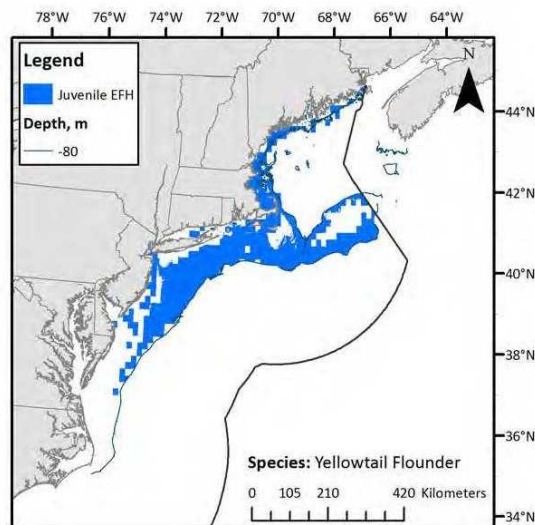 78°W 76°W 74°W 72°W 70°W 68°W 66°W 64°W
Legend
Juvenile EFH
Depth, m
-80
N
44°N
42°N
40°N
38°N
36°N
34°N
Species: Yellowtail Flounder
0 105 210 420 Kilometers